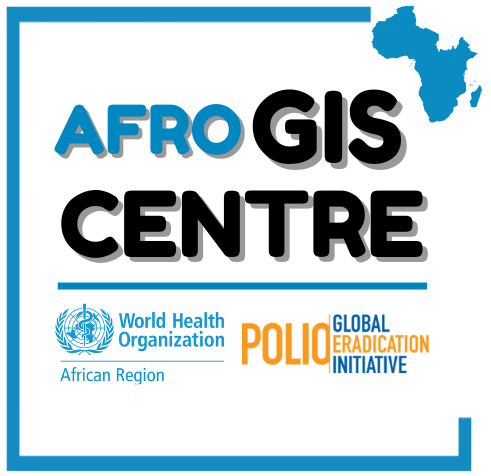 AFRO GIS
CENTRE
World Health
Organization
African Region
POLIO GLOBAL
ERADICATION
INITIATIVE